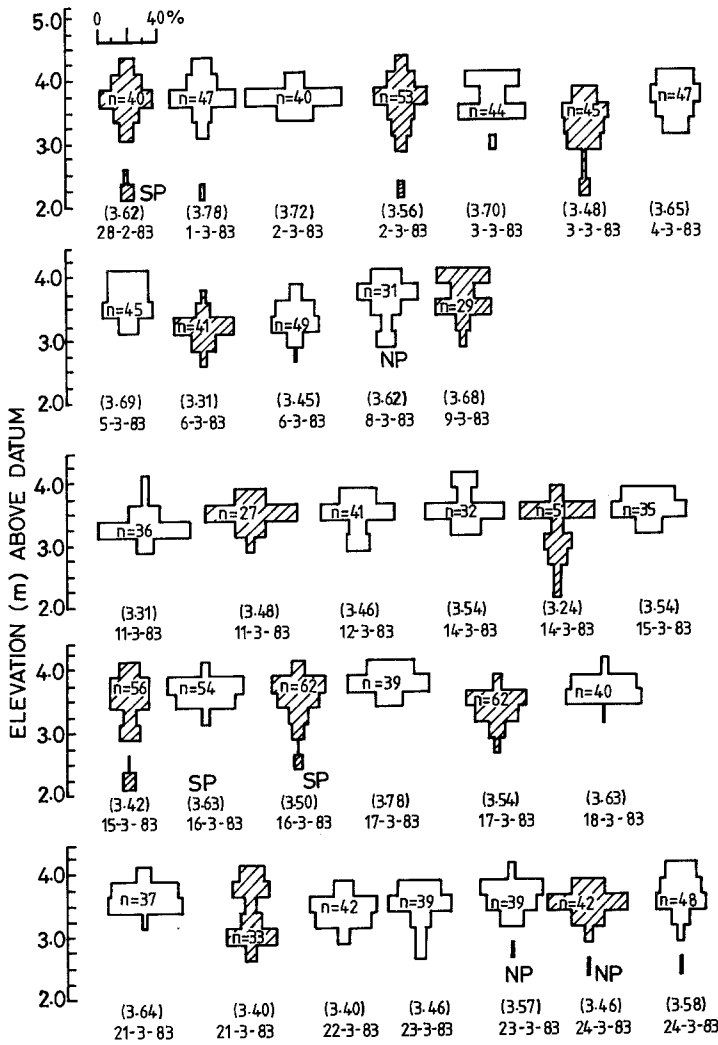 ELEVATION (m) ABOVE DATUM
0 40%
5.0
4.0
3.0
2.0
n=40 n=47 n=40 n=53 n=44 n=45 n=47
SP
(3.62) (3.78) (3.72) (3.56) (3.70) (3.48) (3.65)
28-2-83 1-3-83 2-3-83 2-3-83 3-3-83 3-3-83 4-3-83
4.0
3.0
2.0
n=45 n=41 n=49 n=31 n=29
NP
(3.69) (3.31) (3.45) (3.62) (3.68)
5-3-83 6-3-83 6-3-83 8-3-83 9-3-83
4.0
3.0
2.0
n=36 n=27 n=41 n=32 n=51 n=35
(3.31) (3.48) (3.46) (3.54) (3.24) (3.54)
11-3-83 11-3-83 12-3-83 14-3-83 14-3-83 15-3-83
4.0
3.0
2.0
n=56 n=54 n=62 n=39 n=62 n=40
SP SP
(3.42) (3.63) (3.50) (3.78) (3.54) (3.63)
15-3-83 16-3-83 16-3-83 17-3-83 17-3-83 18-3-83
4.0
3.0
2.0
n=37 n=33 n=42 n=39 n=39 n=42 n=48
NP NP
(3.64) (3.40) (3.40) (3.46) (3.57) (3.46) (3.58)
21-3-83 21-3-83 22-3-83 23-3-83 23-3-83 24-3-83 24-3-83